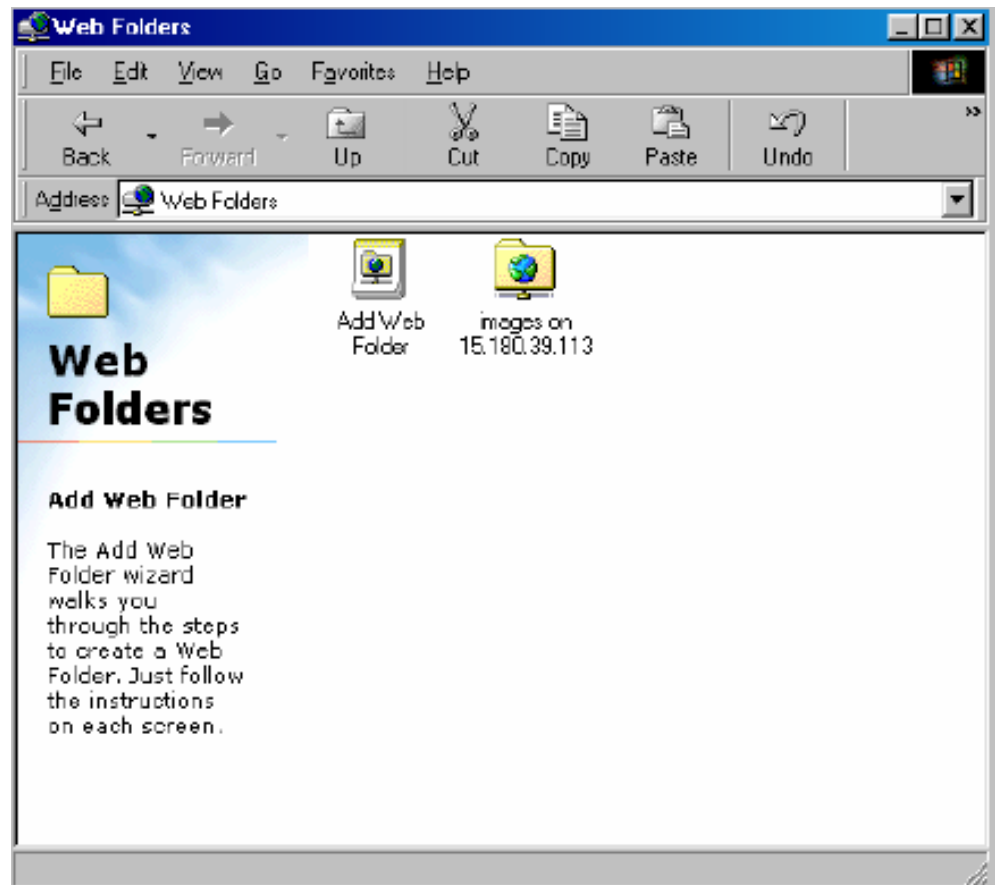 Web Folders
File Edit View Go Favorites Help
Back Forward Up Cut Copy Paste Undo »
Address Web Folders
Add Web
Folder
images on
15.180.39.113
Web
Folders
Add Web Folder
The Add Web
Folder wizard
walks you
through the steps
to create a Web
Folder. Just follow
the instructions
on each screen.